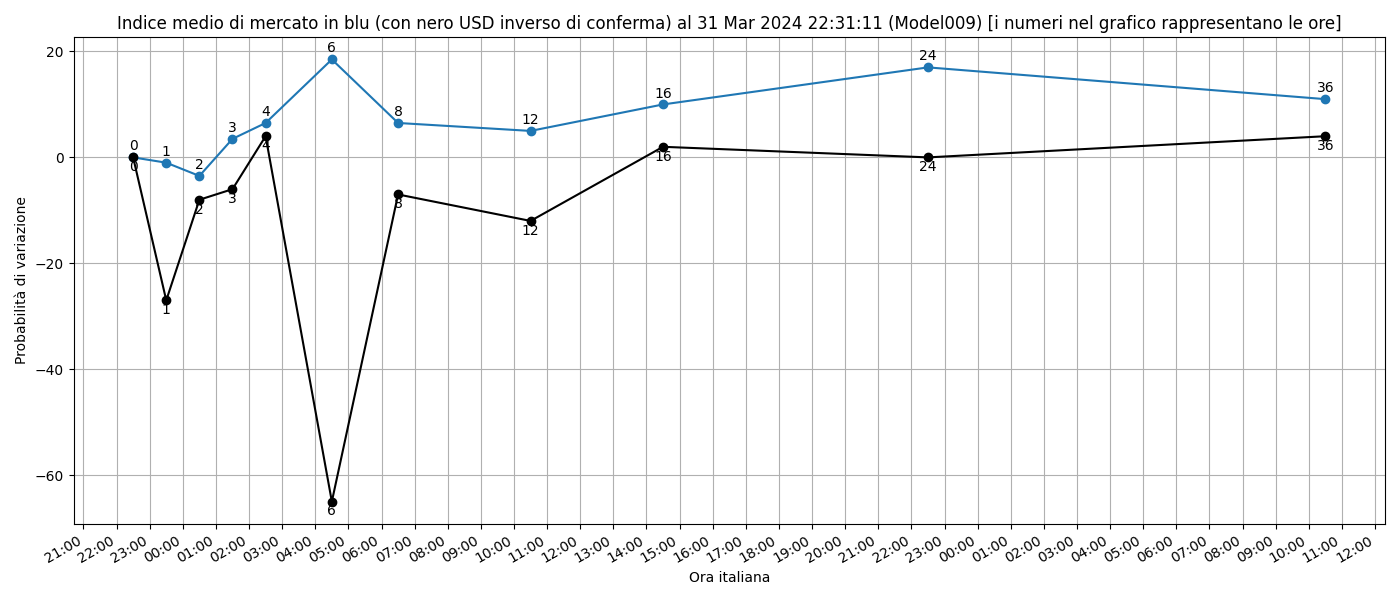 Indice medio di mercato in blu (con nero USD inverso di conferma) al 31 Mar 2024 22:31:11 (Model009) [i numeri nel grafico rappresentano le ore]
Probabilità di variazione
20
0
−20
−40
−60
0 1 2 3 4 6 8 12 16 24 36
0 1 2 3 4 6 8 12 16 24 36
21:00 22:00 23:00 00:00 01:00 02:00 03:00 04:00 05:00 06:00 07:00 08:00 09:00 10:00 11:00 12:00 13:00 14:00 15:00 16:00 17:00 18:00 19:00 20:00 21:00 22:00 23:00 00:00 01:00 02:00 03:00 04:00 05:00 06:00 07:00 08:00 09:00 10:00 11:00 12:00
Ora italiana